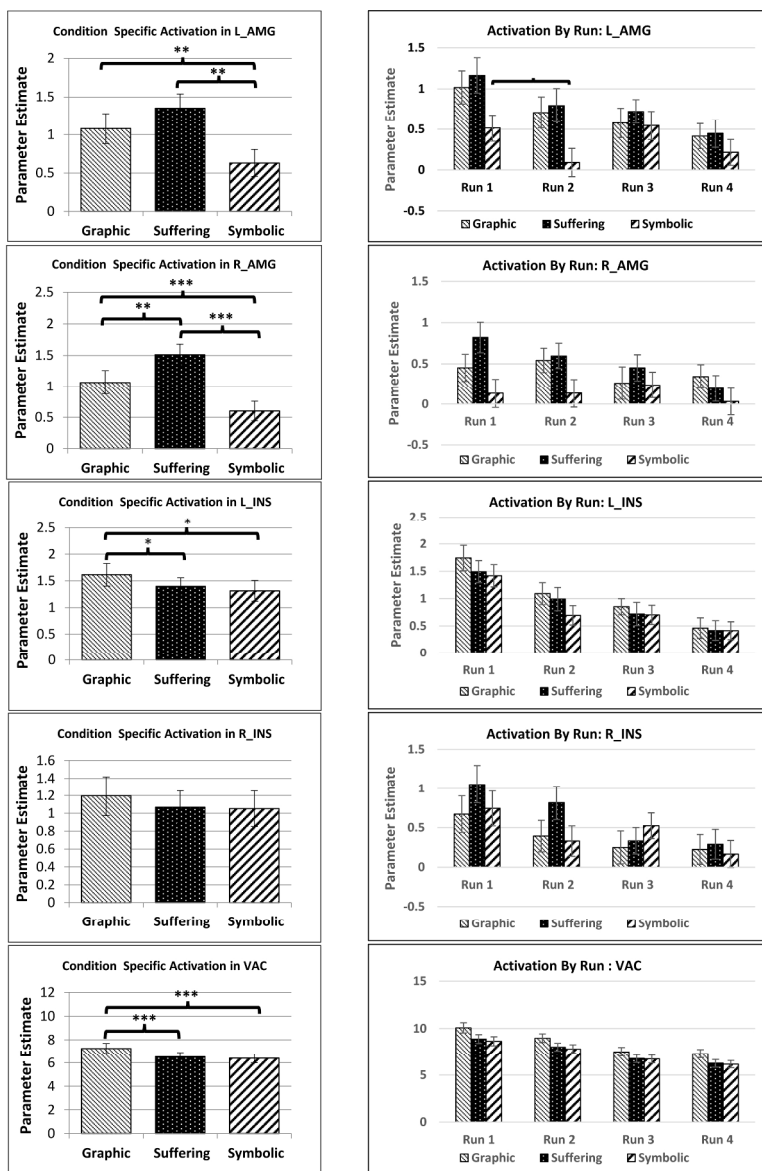 Condition  Specific Activation in L_AMG
**
**
2
1.5
1
0.5
0
Parameter Estimate
Graphic Suffering Symbolic
Activation By Run: L_AMG
1.5
1
0.5
0
-0.5
Parameter Estimate
Run 1 Run 2 Run 3 Run 4
Graphic Suffering Symbolic
Condition  Specific Activation in R_AMG
***
**
***
2.5
2
1.5
1
0.5
0
Parameter Estimate
Graphic Suffering Symbolic
Activation By Run: R_AMG
1.5
1
0.5
0
-0.5
Parameter Estimate
Run 1 Run 2 Run 3 Run 4
Graphic Suffering Symbolic
Condition  Specific Activation in L_INS
*
*
2.5
2
1.5
1
0.5
0
Parameter Estimate
Graphic Suffering Symbolic
Activation By Run: L_INS
2.5
2
1.5
1
0.5
0
Parameter Estimate
Run 1 Run 2 Run 3 Run 4
Graphic Suffering Symbolic
Condition  Specific Activation in R_INS
1.6
1.4
1.2
1
0.8
0.6
0.4
0.2
0
Parameter Estimate
Graphic Suffering Symbolic
Activation By Run: R_INS
1.5
1
0.5
0
-0.5
Parameter Estimate
Run 1 Run 2 Run 3 Run 4
Graphic Suffering Symbolic
Condition  Specific Activation in VAC
***
***
12
10
8
6
4
2
0
Parameter Estimate
Graphic Suffering Symbolic
Activation By Run : VAC
15
10
5
0
Parameter Estimate
Run 1 Run 2 Run 3 Run 4
Graphic Suffering Symbolic